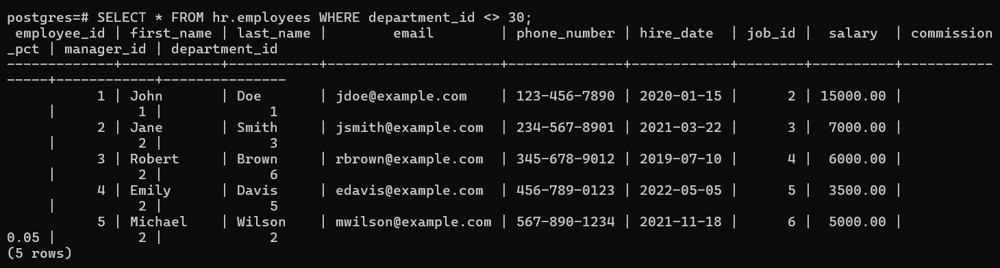 postgres=# SELECT * FROM hr.employees WHERE department_id <> 30;
 employee_id | first_name | last_name |        email        | phone_number | hire_date  | job_id |  salary  | commission
_pct | manager_id | department_id
-------------+------------+-----------+---------------------+--------------+------------+--------+----------+-----------
-----+------------+---------------
           1 | John       | Doe       | jdoe@example.com    | 123-456-7890 | 2020-01-15 |      2 | 15000.00 |
     |          1 |             1
           2 | Jane       | Smith     | jsmith@example.com  | 234-567-8901 | 2021-03-22 |      3 |  7000.00 |
     |          2 |             3
           3 | Robert     | Brown     | rbrown@example.com  | 345-678-9012 | 2019-07-10 |      4 |  6000.00 |
     |          2 |             6
           4 | Emily      | Davis     | edavis@example.com  | 456-789-0123 | 2022-05-05 |      5 |  3500.00 |
     |          2 |             5
           5 | Michael    | Wilson    | mwilson@example.com | 567-890-1234 | 2021-11-18 |      6 |  5000.00 |
0.05 |          2 |             2
(5 rows)